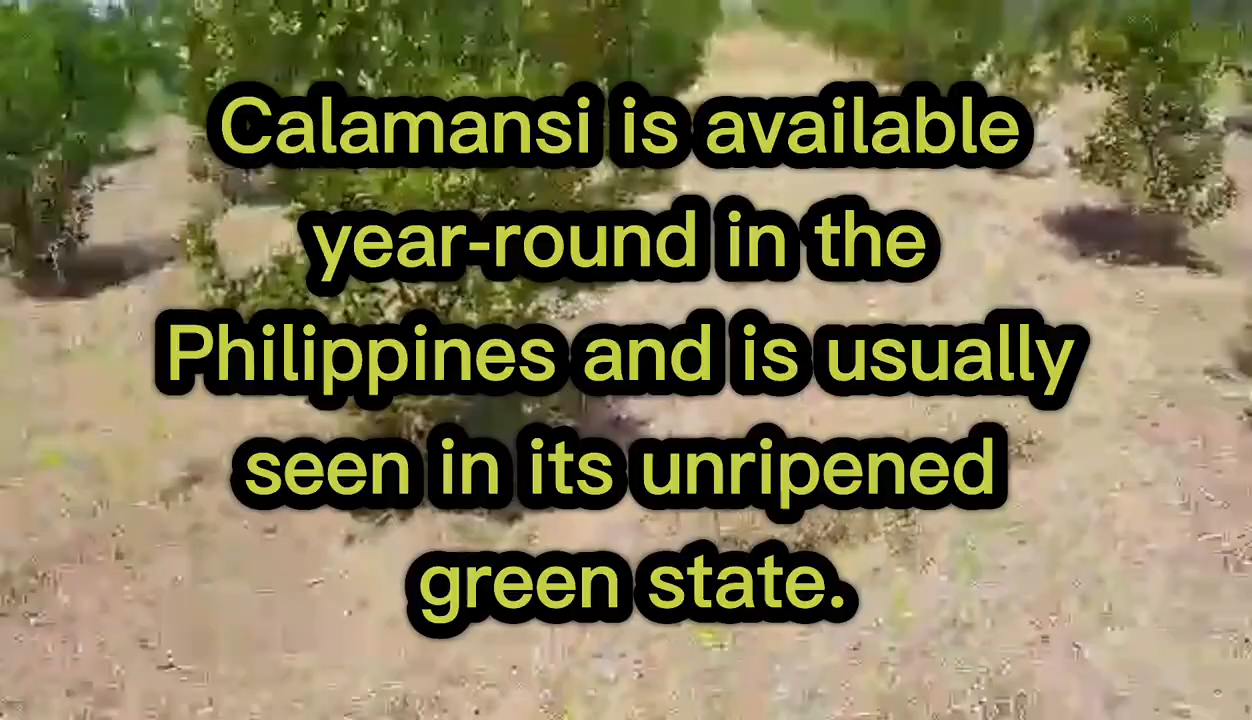 Calamansi is available
year-round in the
Philippines and is usually
seen in its unripened
green state.